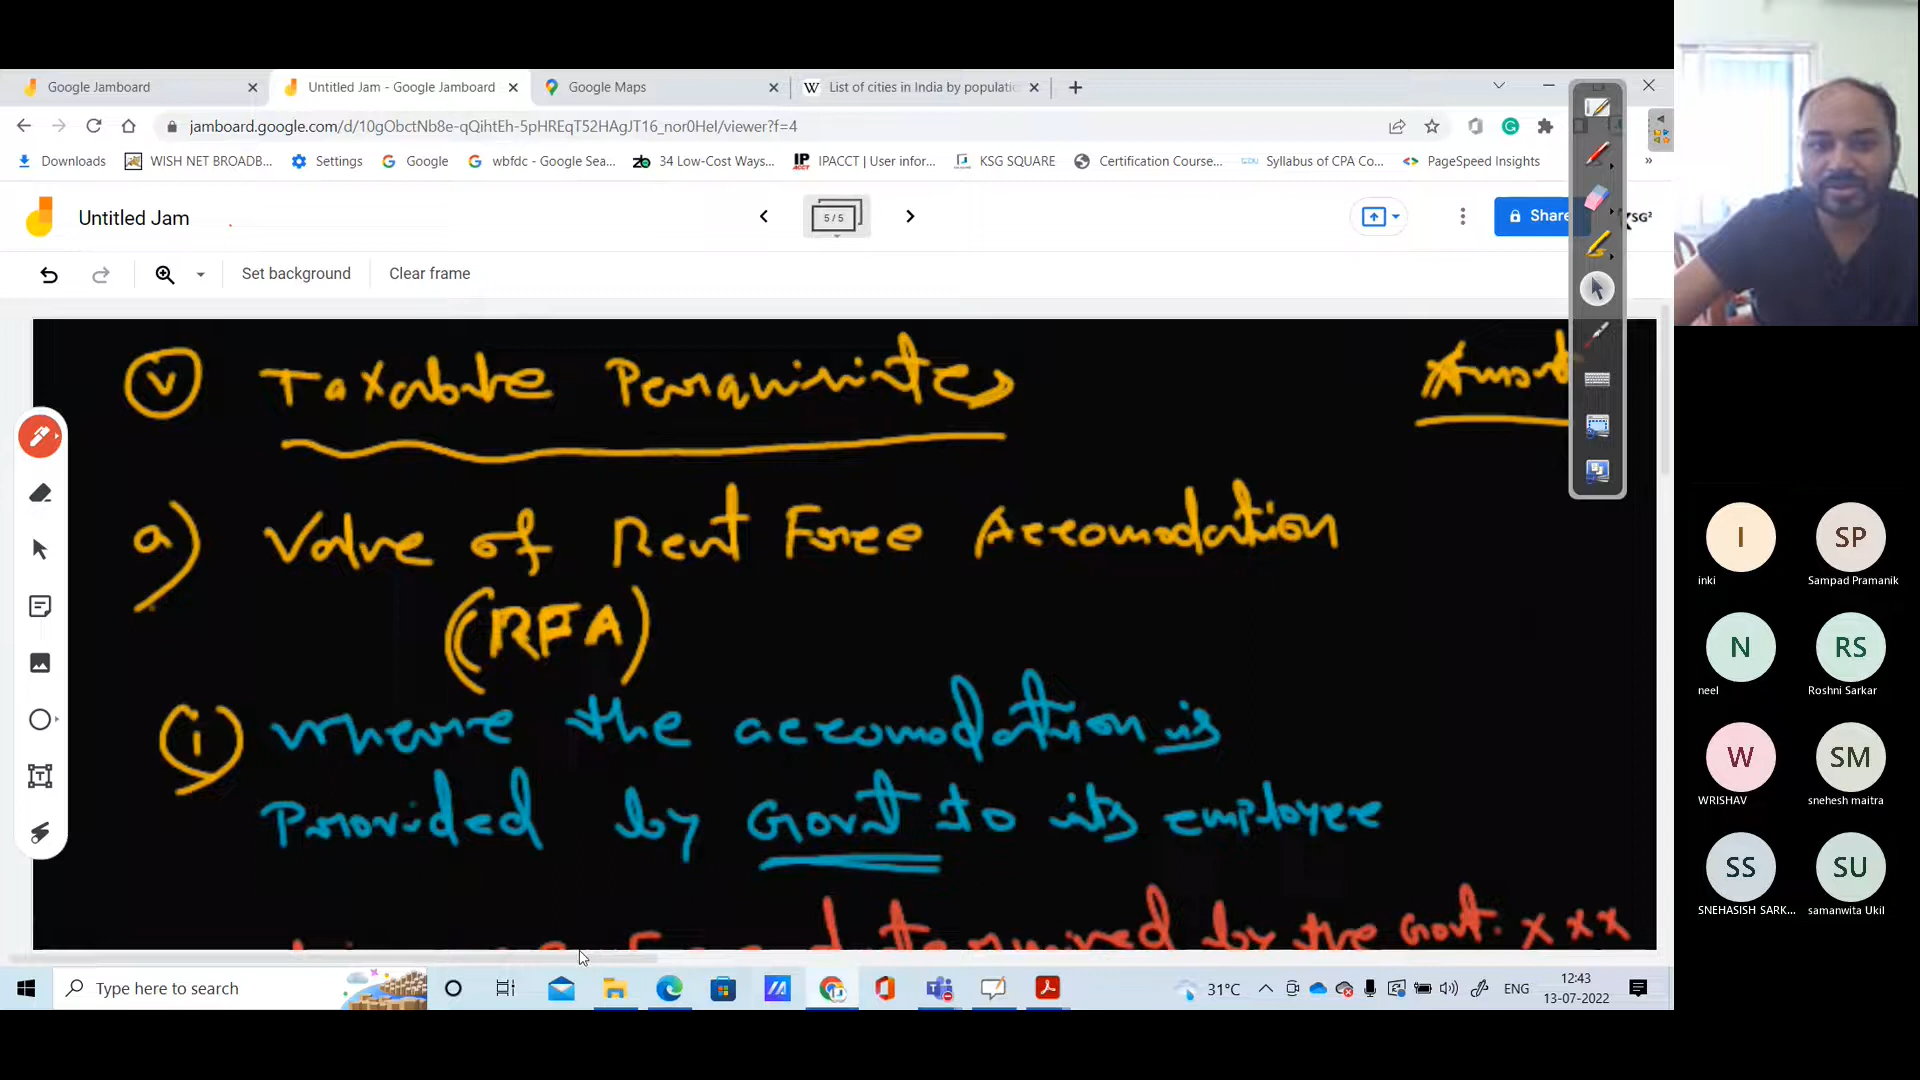 Google Jamboard
Untitled Jam - Google Jamboard
Google Maps
W List of cities in India by populatio
jamboard.google.com/d/10gObctNb8e-qQihtEh-5pHREqT52HAgJT16_nor0HeI/viewer?f=4
Downloads
WISH NET BROADB...
Settings
Google
wbfdc - Google Sea...
34 Low-Cost Ways...
IPACCT | User infor...
KSG SQUARE
Certification Course...
Syllabus of CPA Co...
PageSpeed Insights
Untitled Jam
5 / 5
Share
Set background
Clear frame
v Taxable Perquisites
a) Value of Rent Free Accomodation
(RFA)
i where the accomodation is
Provided by Govt to its employee
determined by the Govt. x x x
I
inki
SP
Sampad Pramanik
N
neel
RS
Roshni Sarkar
W
WRISHAV
SM
snehesh maitra
SS
SNEHASISH SARK...
SU
samanwita Ukil
Type here to search
31°C
ENG
12:43
13-07-2022